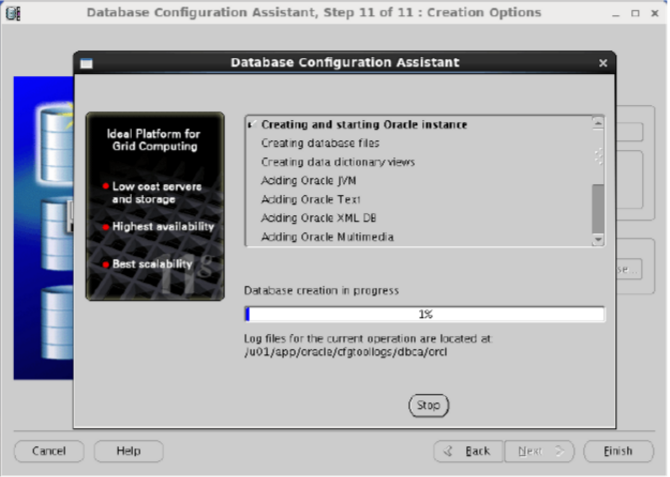 Database Configuration Assistant, Step 11 of 11 : Creation Options
Database Configuration Assistant
Ideal Platform for
Grid Computing
Low cost servers
and storage
Highest availability
Best scalability
Creating and starting Oracle instance
Creating database files
Creating data dictionary views
Adding Oracle JVM
Adding Oracle Text
Adding Oracle XML DB
Adding Oracle Multimedia
Database creation in progress
1%
Log files for the current operation are located at:
/u01/app/oracle/cfgtoollogs/dbca/orcl
Stop
Cancel
Help
Back
Next
Finish